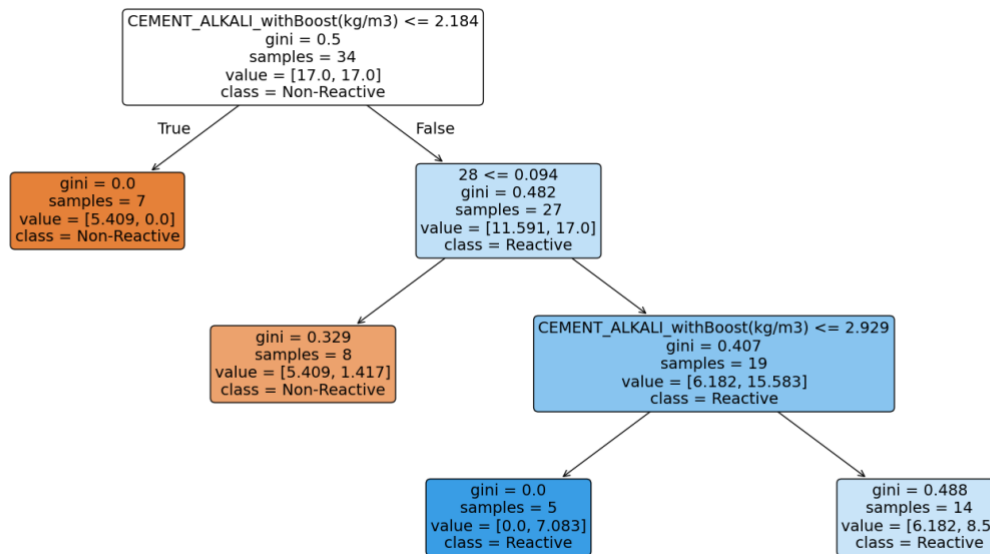 CEMENT_ALKALI_withBoost(kg/m3) <= 2.184
gini = 0.5
samples = 34
value = [17.0, 17.0]
class = Non-Reactive
True
False
gini = 0.0
samples = 7
value = [5.409, 0.0]
class = Non-Reactive
28 <= 0.094
gini = 0.482
samples = 27
value = [11.591, 17.0]
class = Reactive
gini = 0.329
samples = 8
value = [5.409, 1.417]
class = Non-Reactive
CEMENT_ALKALI_withBoost(kg/m3) <= 2.929
gini = 0.407
samples = 19
value = [6.182, 15.583]
class = Reactive
gini = 0.0
samples = 5
value = [0.0, 7.083]
class = Reactive
gini = 0.488
samples = 14
value = [6.182, 8.5
class = Reactive